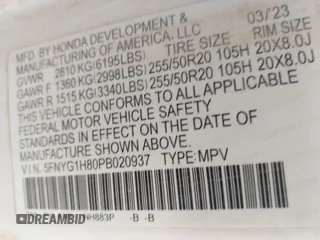 MFD. BY HONDA DEVELOPMENT & 03/23
MANUFACTURING OF AMERICA, LLC
GVWR 2810 KG(6195LBS) TIRE SIZE RIM SIZE
GAWR F 1360 KG(2998LBS) 255/50R20 105H 20X8.0J
GAWR R 1515 KG(3340LBS) 255/50R20 105H 20X8.0J
THIS VEHICLE CONFORMS TO ALL APPLICABLE
FEDERAL MOTOR VEHICLE SAFETY
STANDARDS IN EFFECT ON THE DATE OF
MANUFACTURE SHOWN ABOVE.
V.I.N. 5FNYG1H80PB020937 TYPE: MPV
NH883P -B -B
DREAMBID